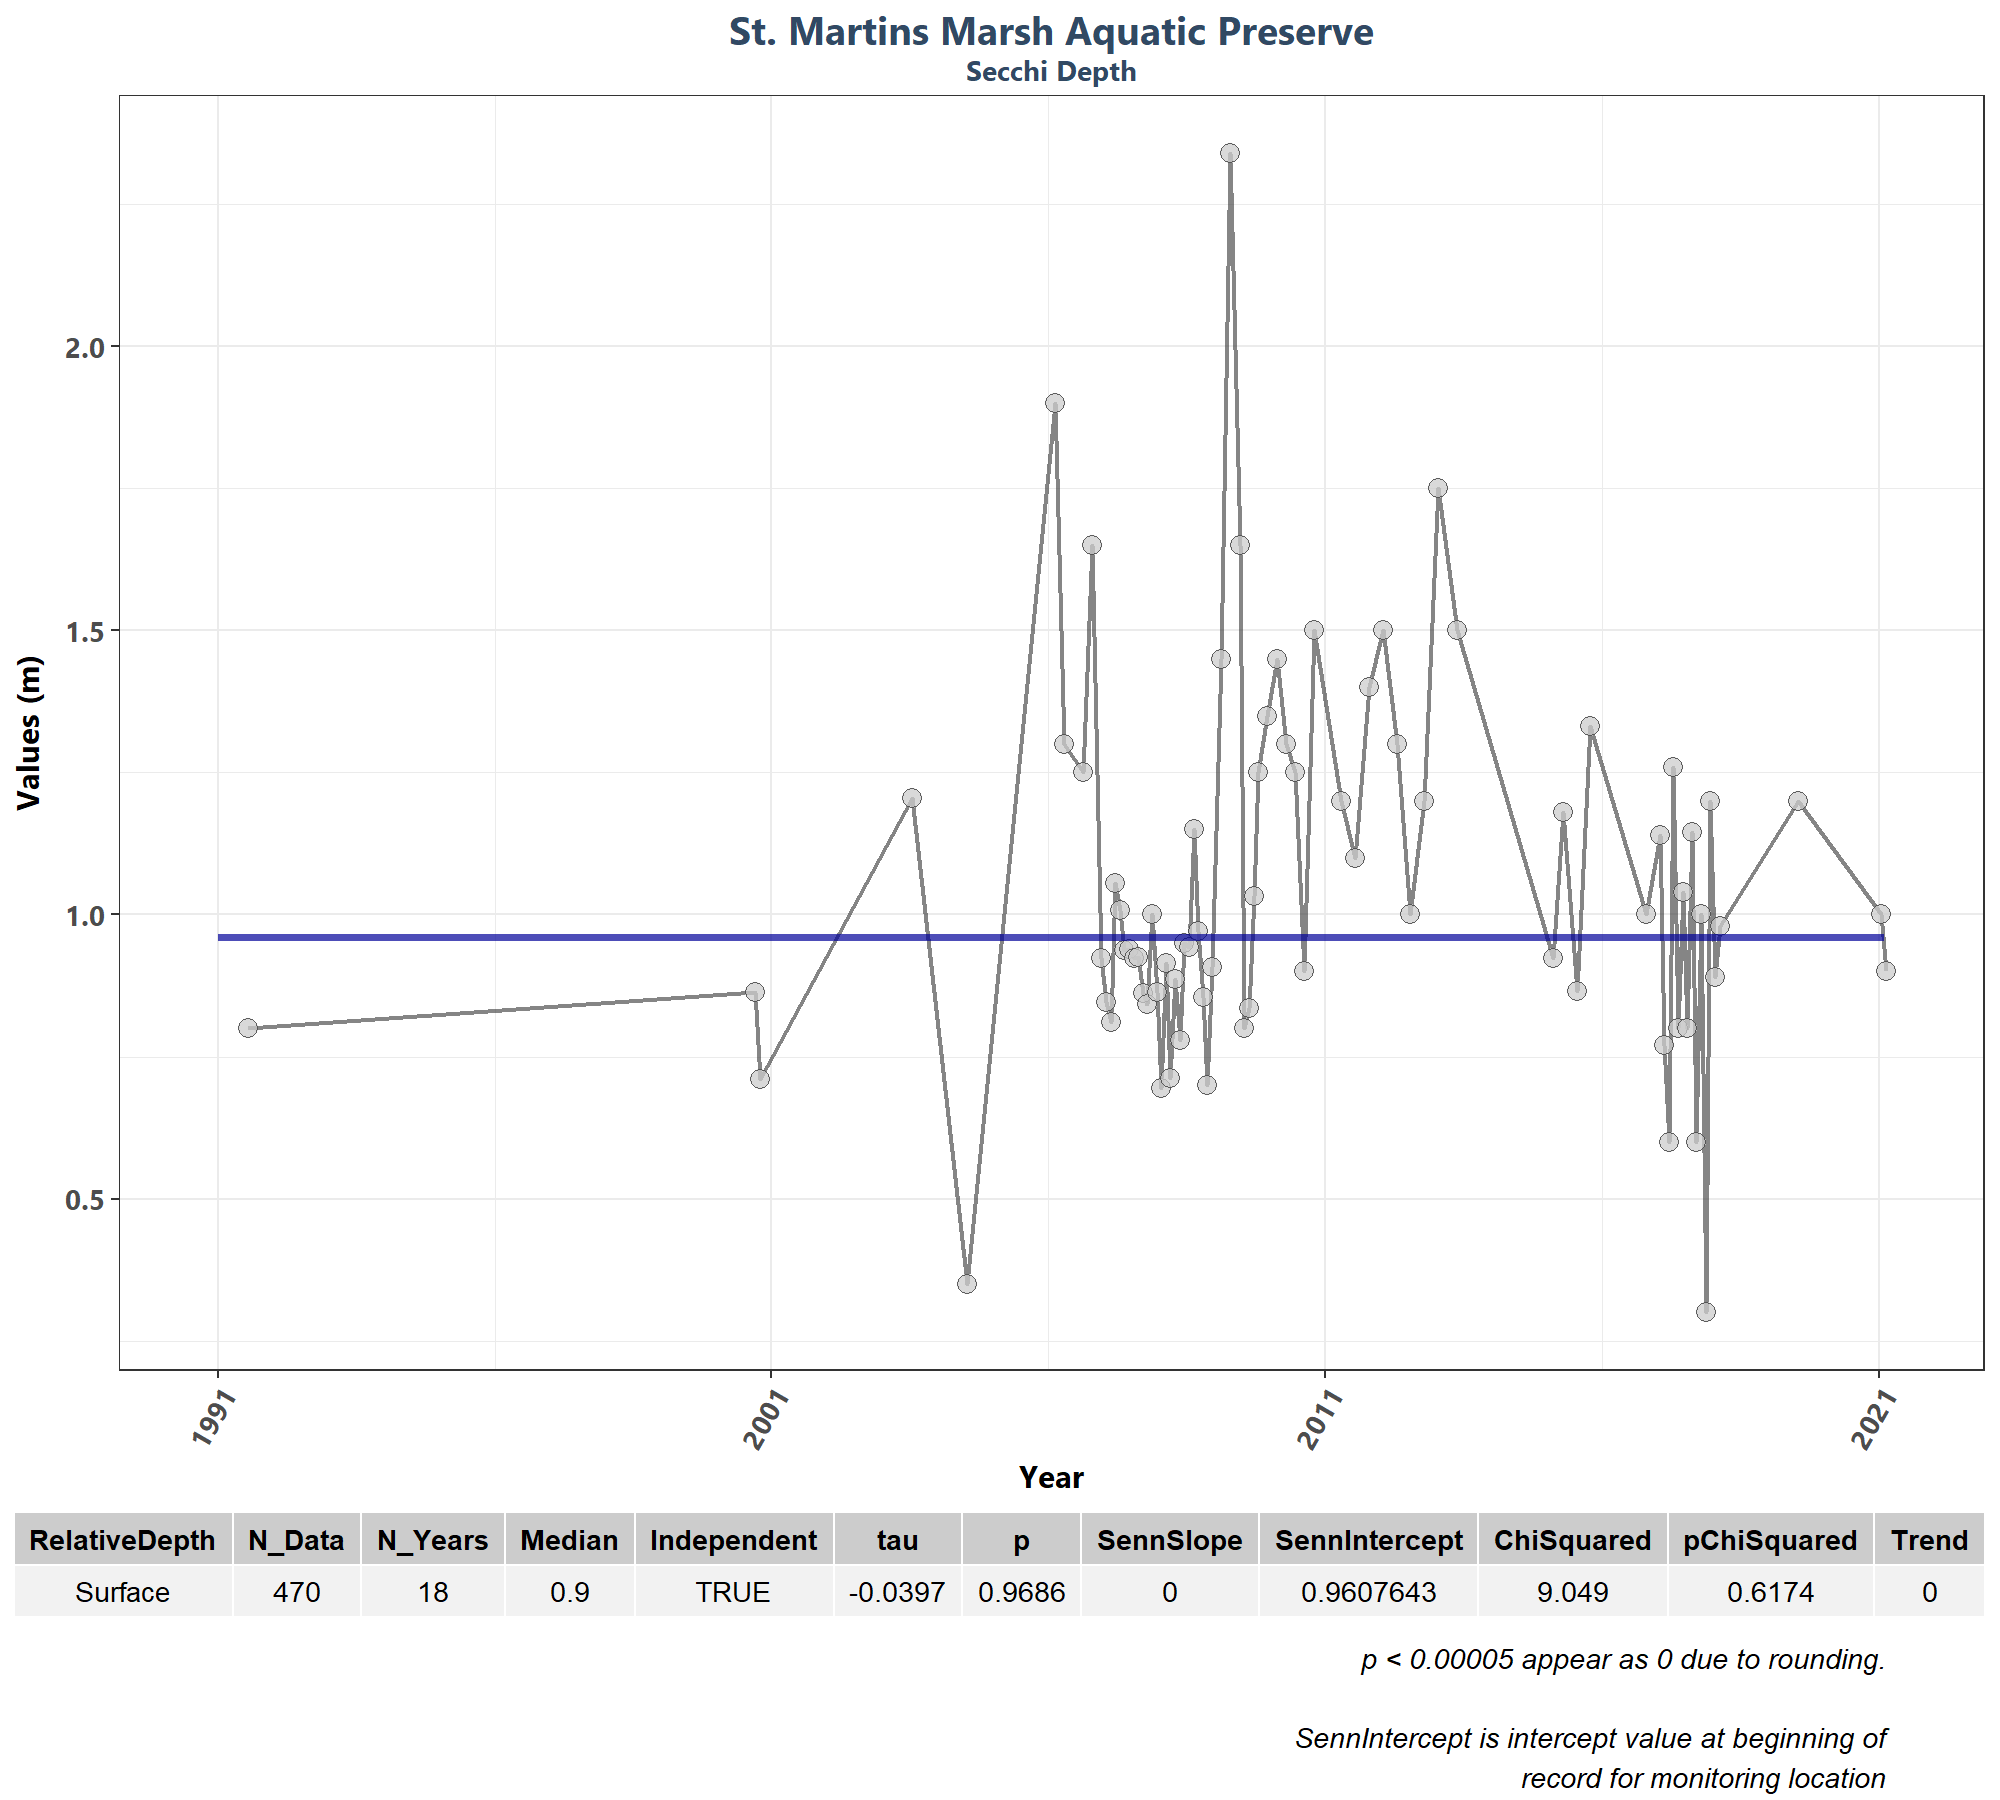 St. Martins Marsh Aquatic Preserve
Secchi Depth
Values (m)
2.0
1.5
1.0
0.5
1991
2001
2011
2021
Year
RelativeDepth N_Data N_Years Median Independent tau p SennSlope SennIntercept ChiSquared pChiSquared Trend
Surface 470 18 0.9 TRUE -0.0397 0.9686 0 0.9607643 9.049 0.6174 0
p < 0.00005 appear as 0 due to rounding.
SennIntercept is intercept value at beginning of
record for monitoring location